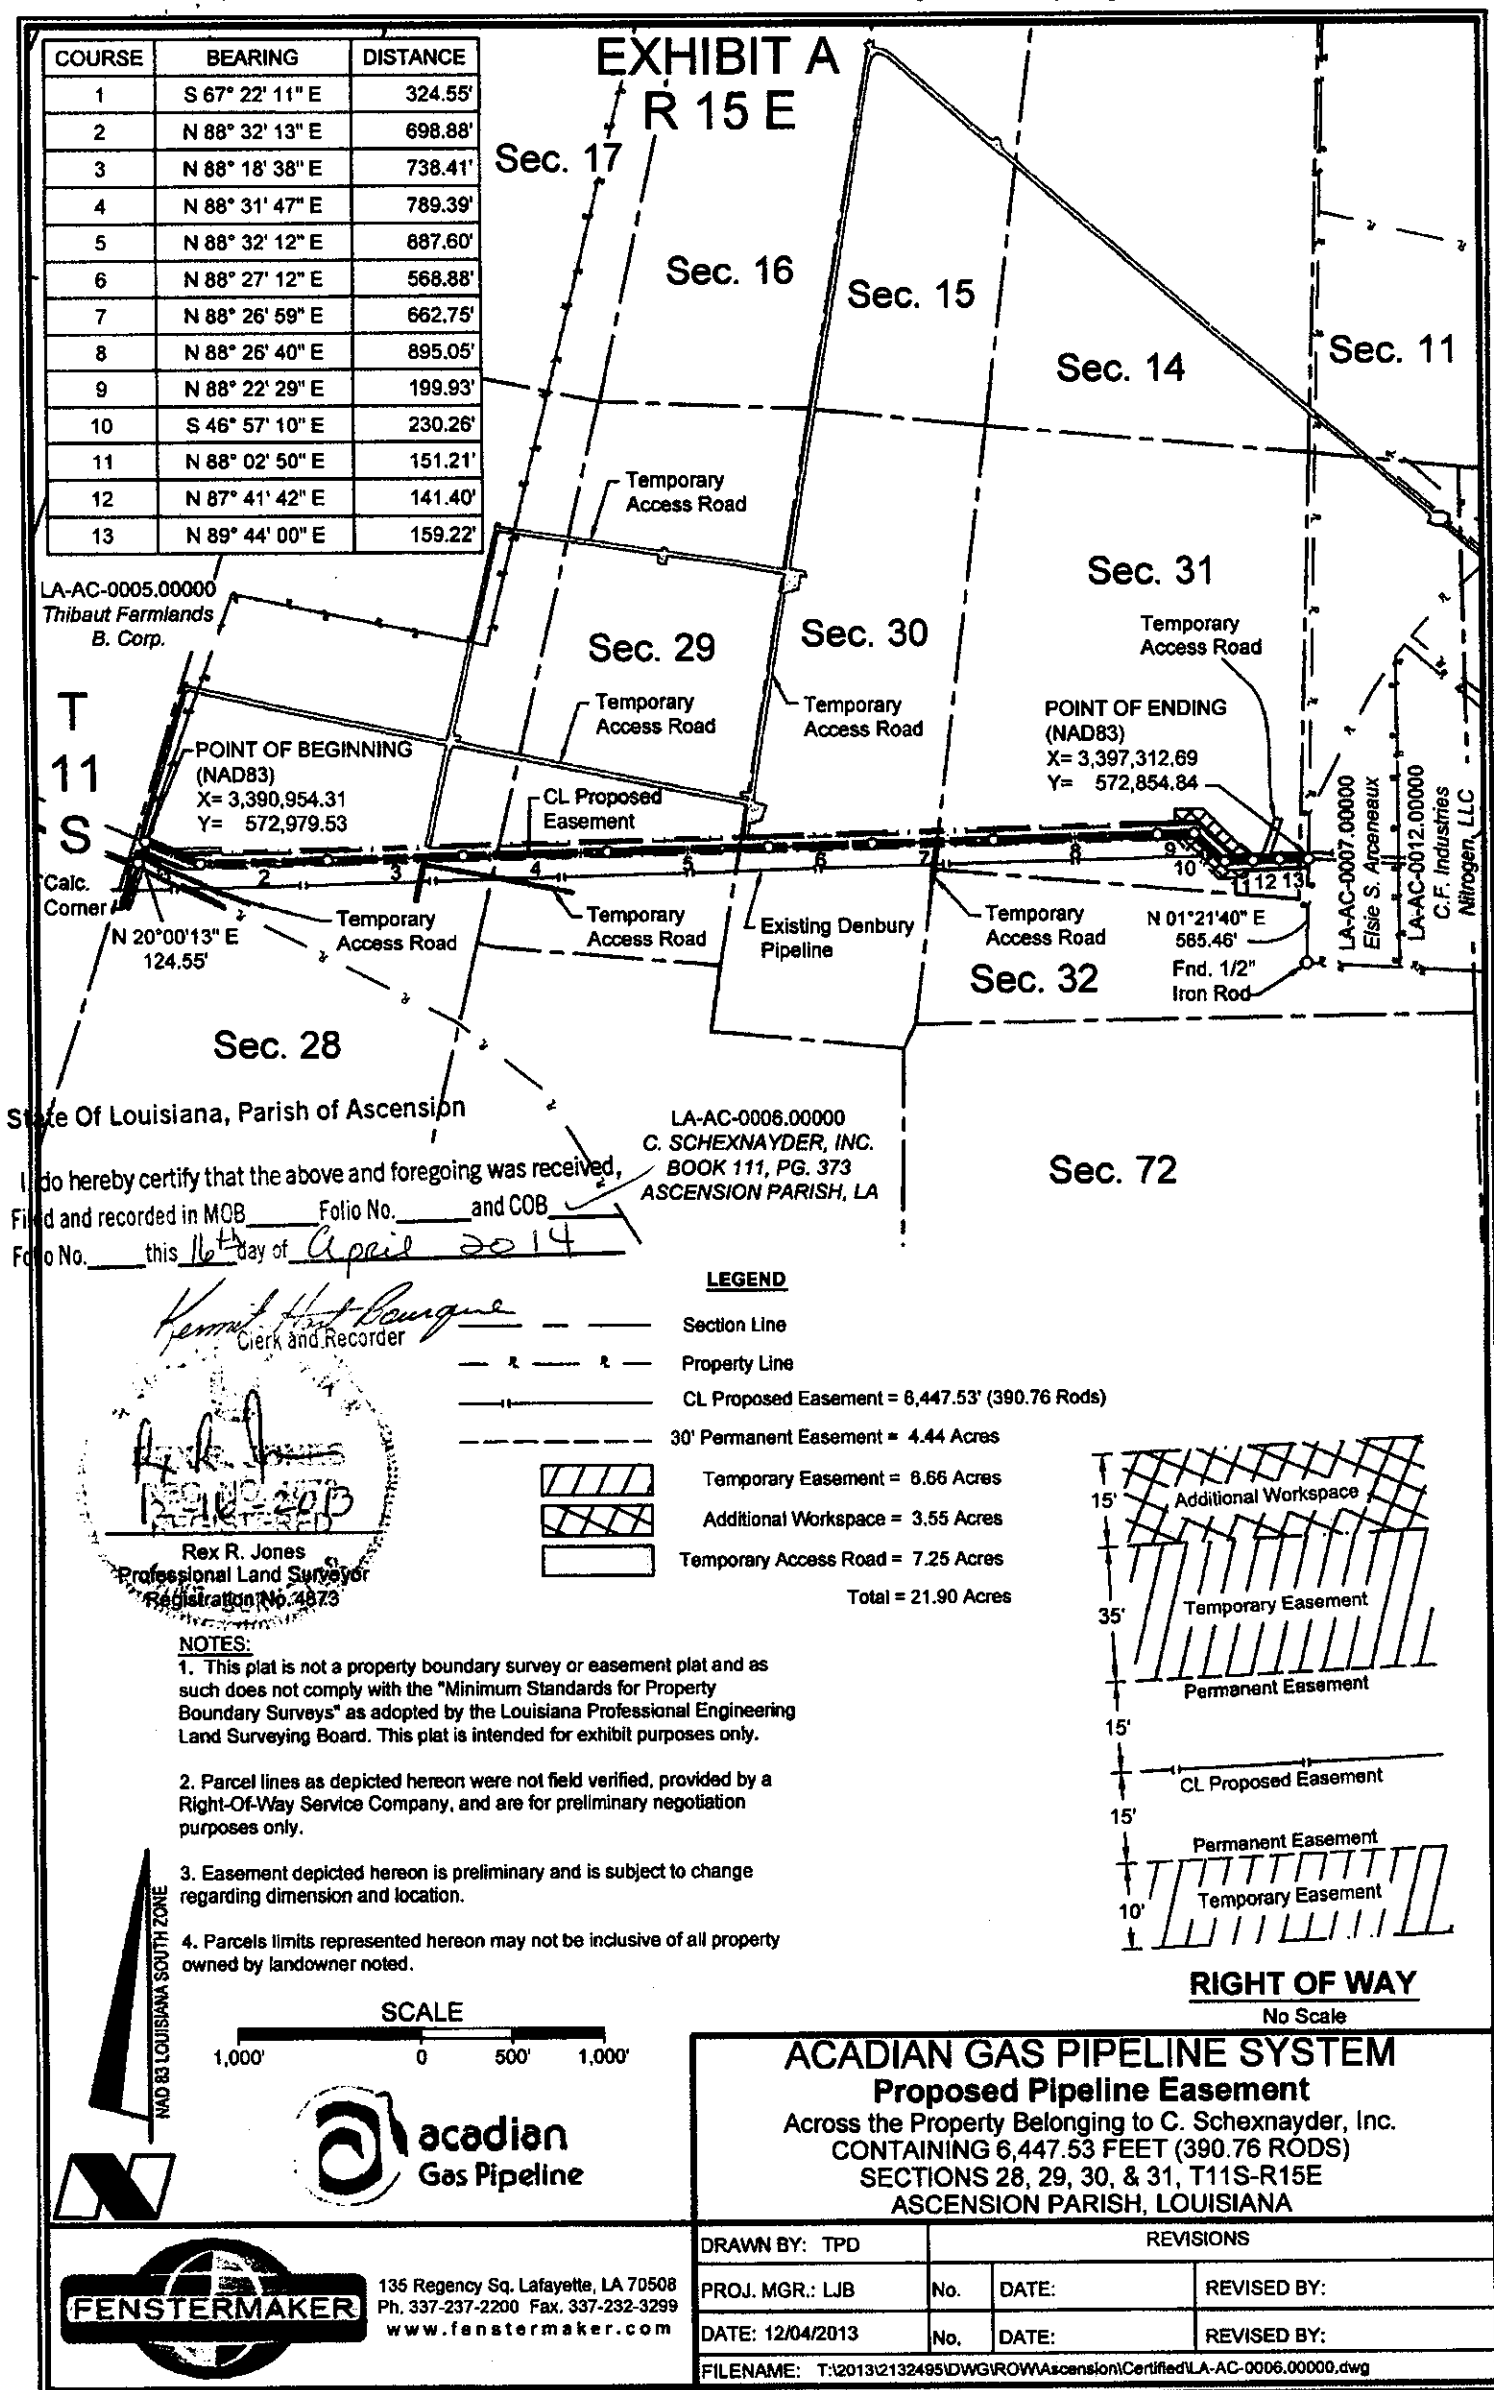 EXHIBIT A
R 15 E
COURSE BEARING DISTANCE
1 S 67° 22' 11" E 324.55'
2 N 88° 32' 13" E 698.88'
3 N 88° 18' 38" E 738.41'
4 N 88° 31' 47" E 789.39'
5 N 88° 32' 12" E 887.60'
6 N 88° 27' 12" E 568.88'
7 N 88° 26' 59" E 662.75'
8 N 88° 26' 40" E 895.05'
9 N 88° 22' 29" E 199.93'
10 S 46° 57' 10" E 230.26'
11 N 88° 02' 50" E 151.21'
12 N 87° 41' 42" E 141.40'
13 N 89° 44' 00" E 159.22'
Sec. 17
Sec. 16
Sec. 15
Sec. 14
Sec. 11
Temporary
Access Road
LA-AC-0005.00000
Thibaut Farmlands
B. Corp.
Sec. 29
Sec. 30
Sec. 31
Temporary
Access Road
Temporary
Access Road
Temporary
Access Road
T
11
S
POINT OF BEGINNING
(NAD83)
X= 3,390,954.31
Y= 572,979.53
CL Proposed
Easement
POINT OF ENDING
(NAD83)
X= 3,397,312.69
Y= 572,854.84
1 2 3 4 5 6 7 8 9 10 11 12 13
Calc.
Corner
N 20°00'13" E
124.55'
Temporary
Access Road
Temporary
Access Road
Existing Denbury
Pipeline
Temporary
Access Road
N 01°21'40" E
565.46'
Fnd. 1/2"
Iron Rod
LA-AC-0007.00000
Elsie S. Arceneaux
LA-AC-0012.00000
C.F. Industries
Nitrogen, LLC
Sec. 32
Sec. 28
Sec. 72
State Of Louisiana, Parish of Ascension
I do hereby certify that the above and foregoing was received,
Filed and recorded in MOB______ Folio No.______ and COB______
Folio No._____ this 16th day of April 2014
Kermit Hart Bourque
Clerk and Recorder
LA-AC-0006.00000
C. SCHEXNAYDER, INC.
BOOK 111, PG. 373
ASCENSION PARISH, LA
LEGEND
Section Line
Property Line
CL Proposed Easement = 6,447.53' (390.76 Rods)
30' Permanent Easement = 4.44 Acres
Temporary Easement = 6.66 Acres
Additional Workspace = 3.55 Acres
Temporary Access Road = 7.25 Acres
Total = 21.90 Acres
Rex R. Jones
Professional Land Surveyor
Registration No. 4873
15'
Additional Workspace
35'
Temporary Easement
Permanent Easement
15'
CL Proposed Easement
15'
Permanent Easement
10'
Temporary Easement
RIGHT OF WAY
No Scale
NOTES:
1. This plat is not a property boundary survey or easement plat and as
such does not comply with the "Minimum Standards for Property
Boundary Surveys" as adopted by the Louisiana Professional Engineering
Land Surveying Board. This plat is intended for exhibit purposes only.
2. Parcel lines as depicted hereon were not field verified, provided by a
Right-Of-Way Service Company, and are for preliminary negotiation
purposes only.
3. Easement depicted hereon is preliminary and is subject to change
regarding dimension and location.
4. Parcels limits represented hereon may not be inclusive of all property
owned by landowner noted.
NAD 83 LOUISIANA SOUTH ZONE
N
SCALE
1,000' 0 500' 1,000'
acadian
Gas Pipeline
ACADIAN GAS PIPELINE SYSTEM
Proposed Pipeline Easement
Across the Property Belonging to C. Schexnayder, Inc.
CONTAINING 6,447.53 FEET (390.76 RODS)
SECTIONS 28, 29, 30, & 31, T11S-R15E
ASCENSION PARISH, LOUISIANA
FENSTERMAKER
135 Regency Sq. Lafayette, LA 70508
Ph. 337-237-2200 Fax. 337-232-3299
www.fenstermaker.com
DRAWN BY: TPD REVISIONS
PROJ. MGR.: LJB No. DATE: REVISED BY:
DATE: 12/04/2013 No. DATE: REVISED BY:
FILENAME: T:\2013\2132495\DWG\ROW\Ascension\Certified\LA-AC-0006.00000.dwg